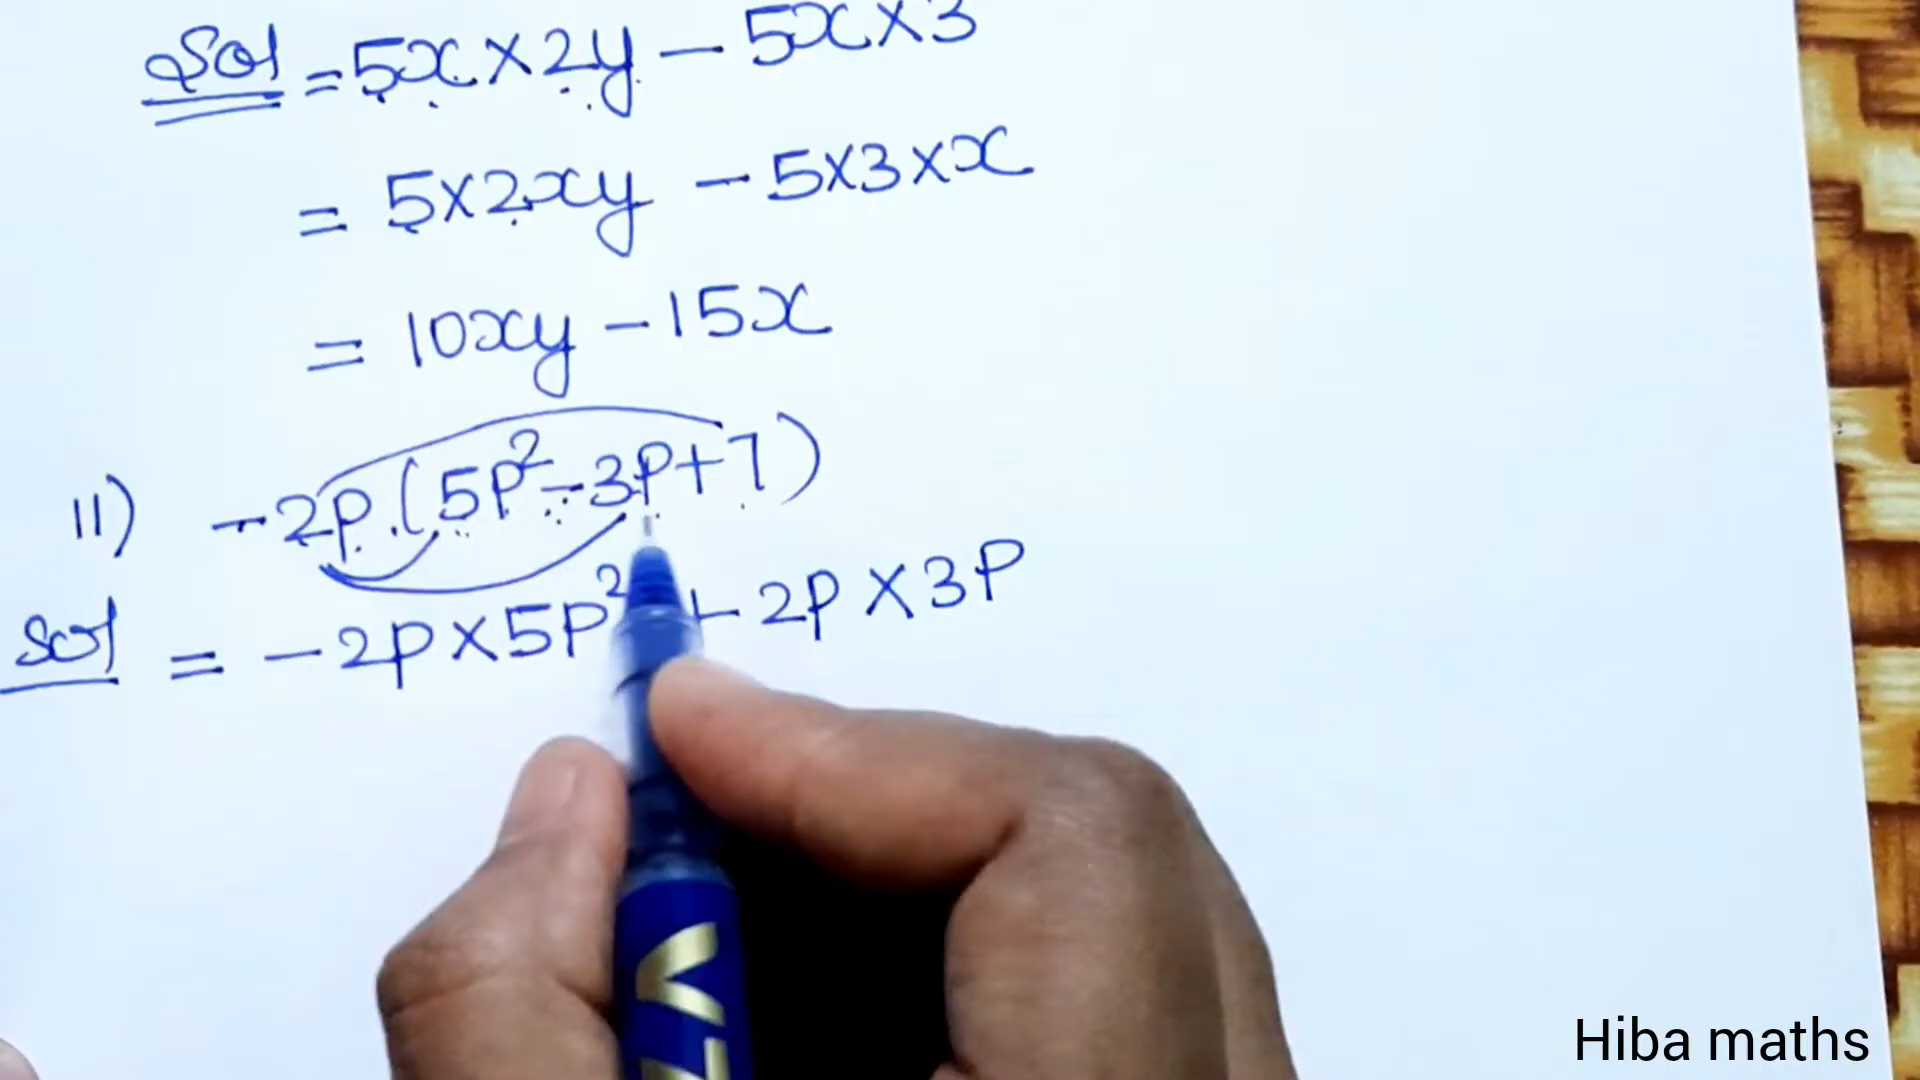 Sol = 5x × 2y − 5x × 3
= 5×2xy − 5×3×x
= 10xy − 15x
11) −2p.(5p² − 3p + 7)
Sol = −2p × 5p² + 2p × 3p
V7
Hiba maths